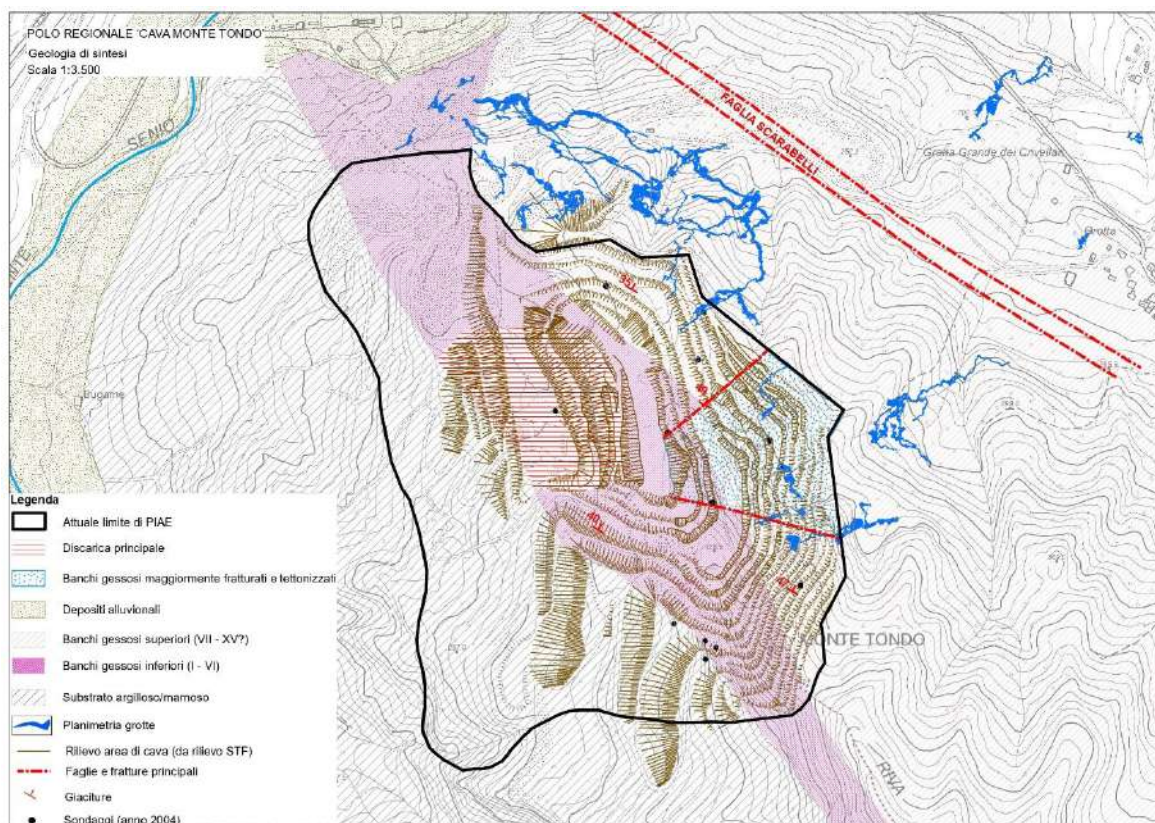 POLO REGIONALE 'CAVA MONTE TONDO'
Geologia di sintesi
Scala 1:3.500
SENIO
FAGLIA SCARABELLI
Grotta Grande dei Crivellari
Grotta
35
40
47
MONTE TONDO
RIVA
Legenda
Attuale limite di PIAE
Discarica principale
Banchi gessosi maggiormente fratturati e tettonizzati
Depositi alluvionali
Banchi gessosi superiori (VII - XV?)
Banchi gessosi inferiori (I - VI)
Substrato argilloso/marnoso
Planimetria grotte
Rilievo area di cava (da rilievo STF)
Faglie e fratture principali
Giaciture
Sondaggi (anno 2004)